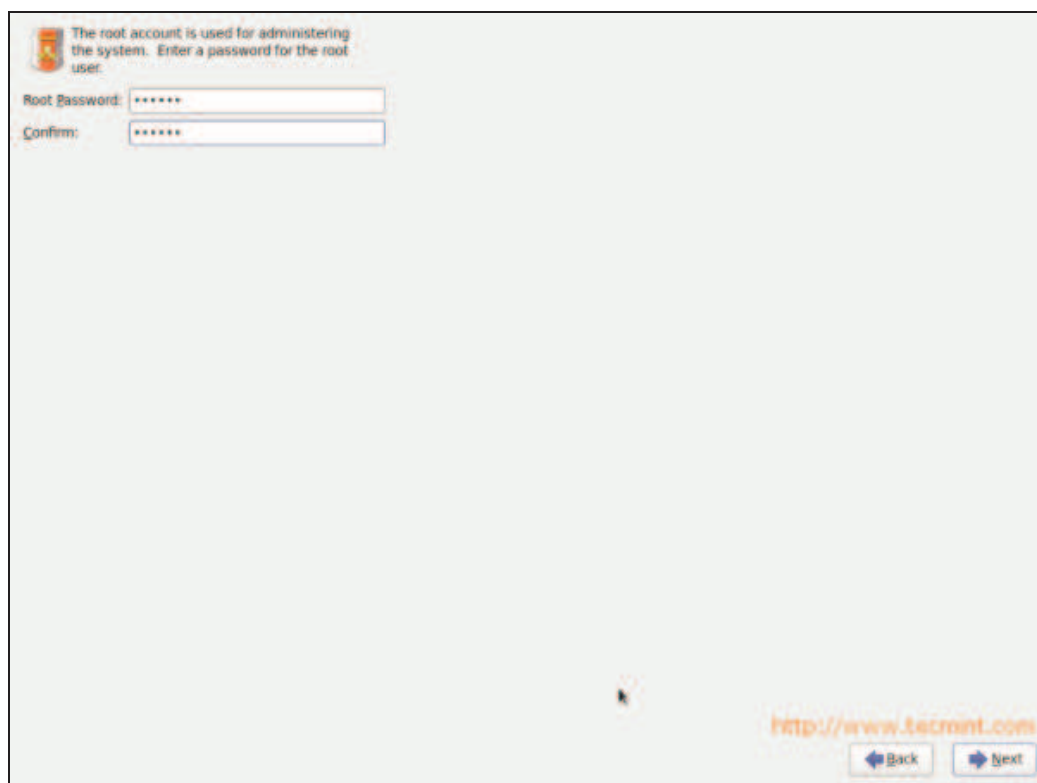 The root account is used for administering
the system. Enter a password for the root
user.
Root Password: ••••••
Confirm: ••••••
http://www.tecmint.com
Back Next